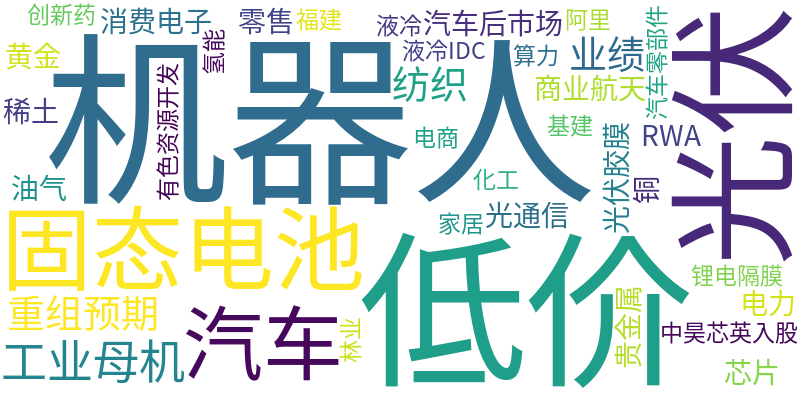 创新药
消费电子
零售
福建
液冷
汽车后市场
阿里
汽车零部件
光伏
黄金
氢能
机器人
液冷IDC
算力
业绩
稀土
有色资源开发
纺织
商业航天
电商
基建
RWA
油气
化工
光伏胶膜
铜
固态电池
家居
光通信
低价
锂电隔膜
重组预期
汽车
林业
贵金属
电力
中昊芯英入股
工业母机
芯片